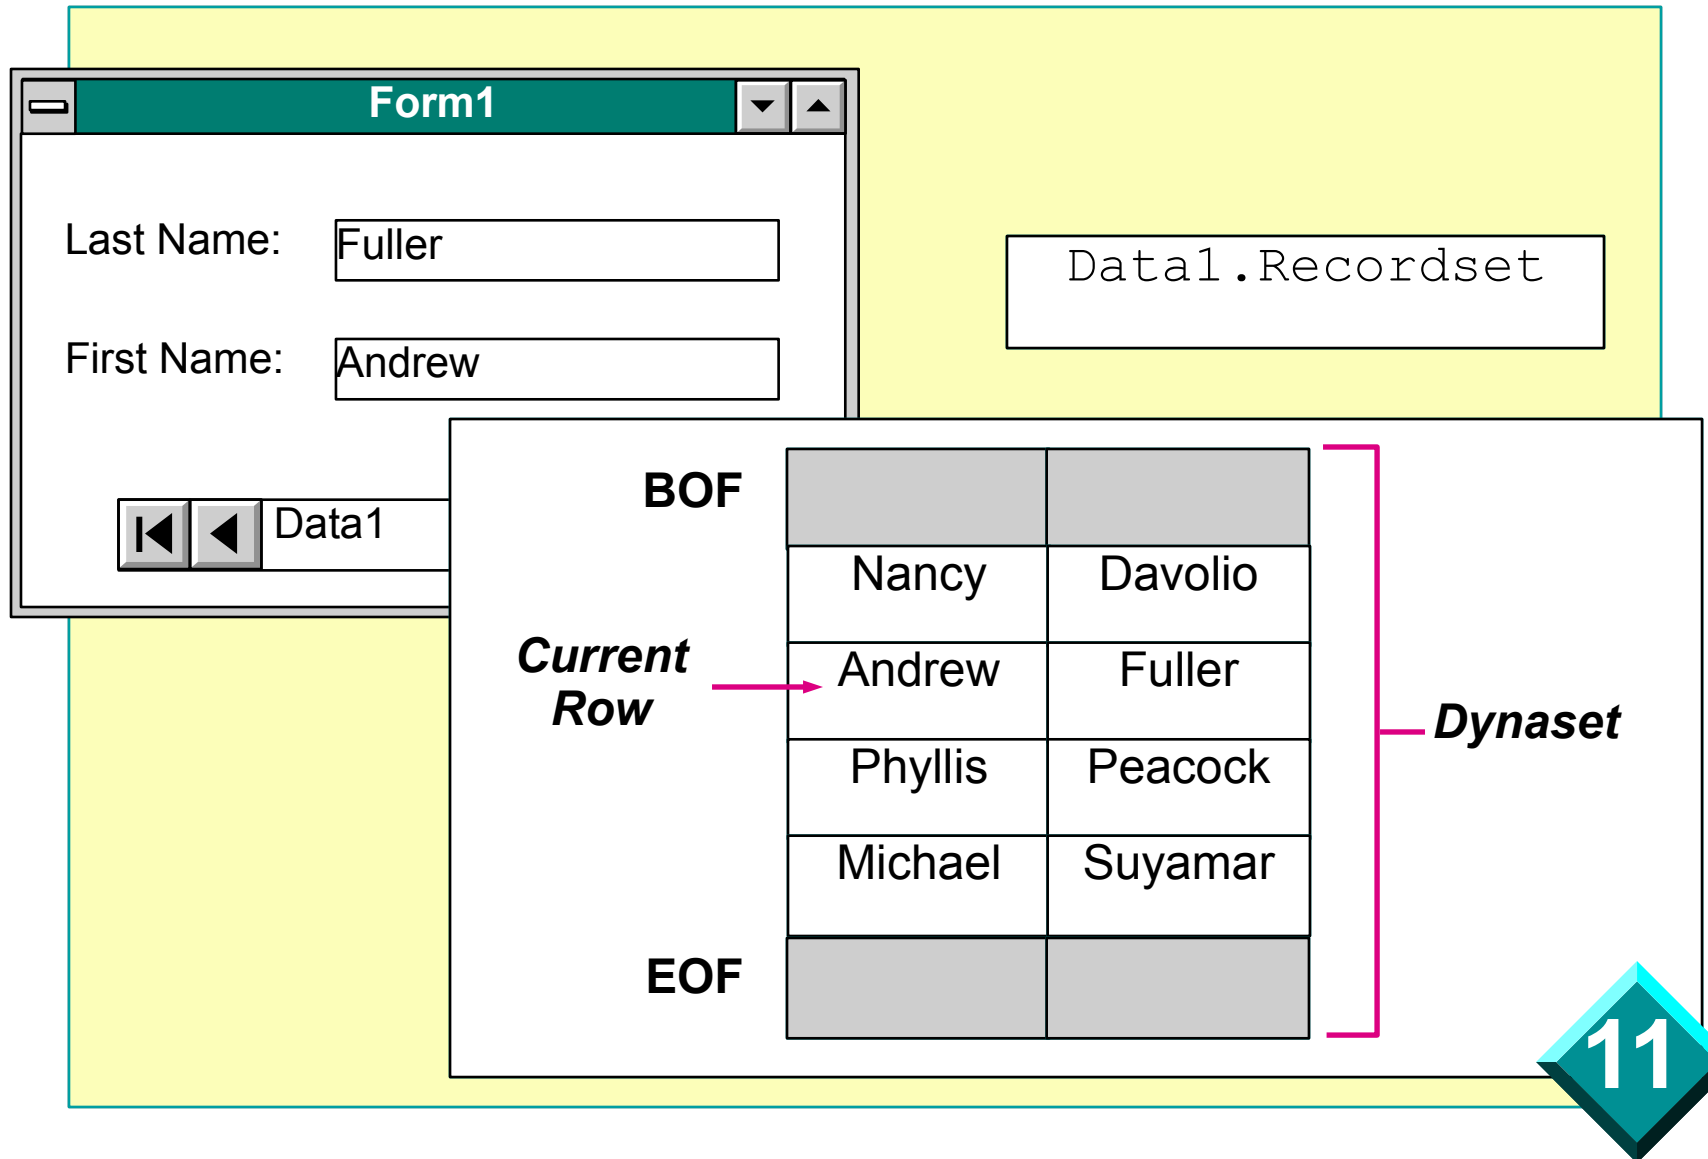 Form1
Last Name: Fuller
First Name: Andrew
Data1
Data1.Recordset
BOF
Nancy Davolio
Current
Row
Andrew Fuller
Phyllis Peacock
Michael Suyamar
EOF
Dynaset
11